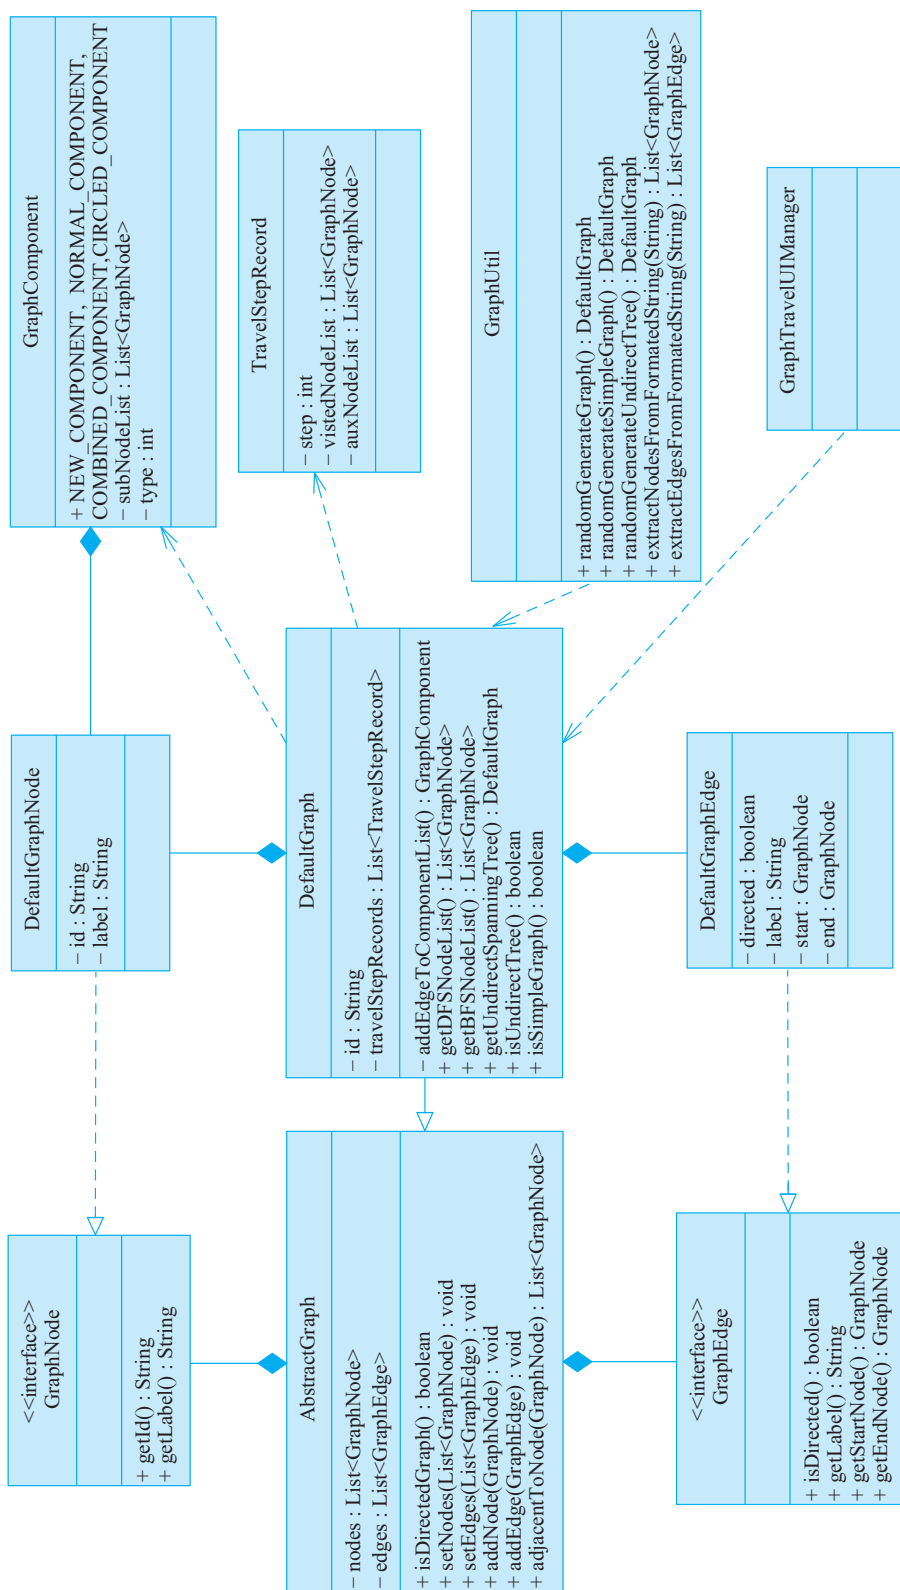 <<interface>>
GraphNode
+ getId() : String
+ getLabel() : String
DefaultGraphNode
– id : String
– label : String
GraphComponent
+ NEW_COMPONENT, NORMAL_COMPONENT,
COMBINED_COMPONENT,CIRCLED_COMPONENT
– subNodeList : List<GraphNode>
– type : int
TravelStepRecord
– step : int
– vistedNodeList : List<GraphNode>
– auxNodeList : List<GraphNode>
AbstractGraph
– nodes : List<GraphNode>
– edges : List<GraphEdge>
+ isDirectedGraph() : boolean
+ setNodes(List<GraphNode) : void
+ setEdges(List<GraphEdge) : void
+ addNode(GraphNode) : void
+ addEdge(GraphEdge) : void
+ adjacentToNode(GraphNode) : List<GraphNode>
DefaultGraph
– id : String
– travelStepRecords : List<TravelStepRecord>
– addEdgeToComponentList() : GraphComponent
+ getDFSNodeList() : List<GraphNode>
+ getBFSNodeList() : List<GraphNode>
+ getUndirectSpanningTree() : DefaultGraph
+ isUndirectTree() : boolean
+ isSimpleGraph() : boolean
GraphUtil
+ randomGenerateGraph() : DefaultGraph
+ randomGenerateSimpleGraph() : DefaultGraph
+ randomGenerateUndirectTree() : DefaultGraph
+ extractNodesFromFormatedString(String) : List<GraphNode>
+ extractEdgesFromFormatedString(String) : List<GraphEdge>
<<interface>>
GraphEdge
+ isDirected() : boolean
+ getLabel() : String
+ getStartNode() : GraphNode
+ getEndNode() : GraphNode
DefaultGraphEdge
– directed : boolean
– label : String
– start : GraphNode
– end : GraphNode
GraphTravelUIManager